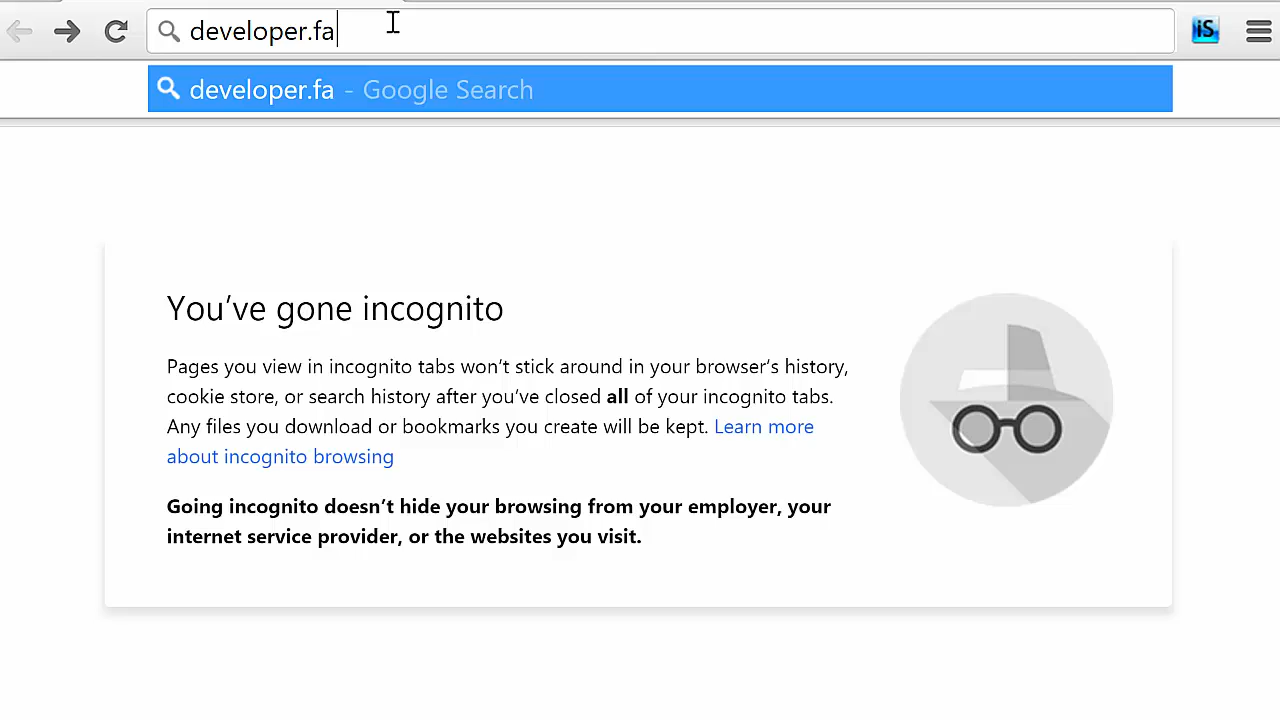 developer.fa
iS
developer.fa - Google Search
You've gone incognito
Pages you view in incognito tabs won't stick around in your browser's history,
cookie store, or search history after you've closed all of your incognito tabs.
Any files you download or bookmarks you create will be kept. Learn more
about incognito browsing
Going incognito doesn't hide your browsing from your employer, your
internet service provider, or the websites you visit.